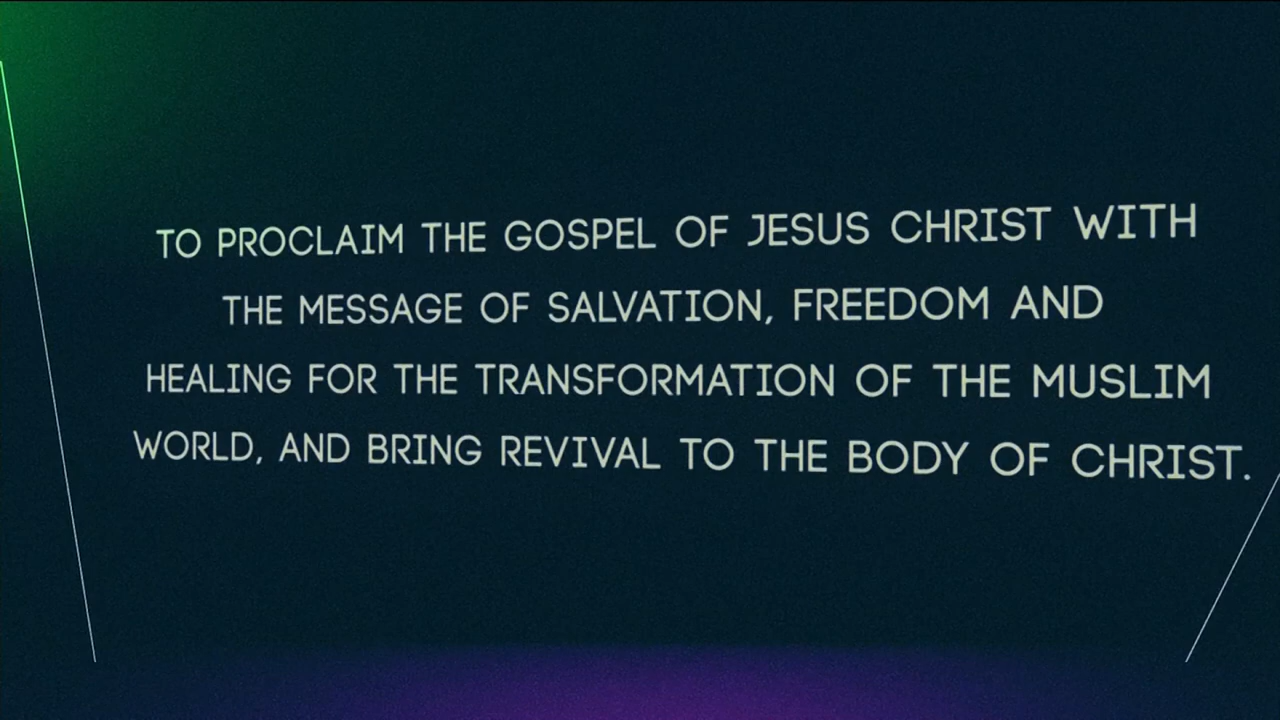 TO PROCLAIM THE GOSPEL OF JESUS CHRIST WITH
THE MESSAGE OF SALVATION, FREEDOM AND
HEALING FOR THE TRANSFORMATION OF THE MUSLIM
WORLD, AND BRING REVIVAL TO THE BODY OF CHRIST.